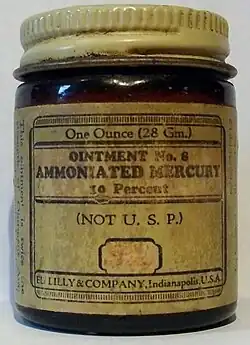 One Ounce (28 Gm.)
OINTMENT No. 8
AMMONIATED MERCURY
10 Percent
(NOT U. S. P.)
ELI LILLY & COMPANY, Indianapolis, U.S.A.